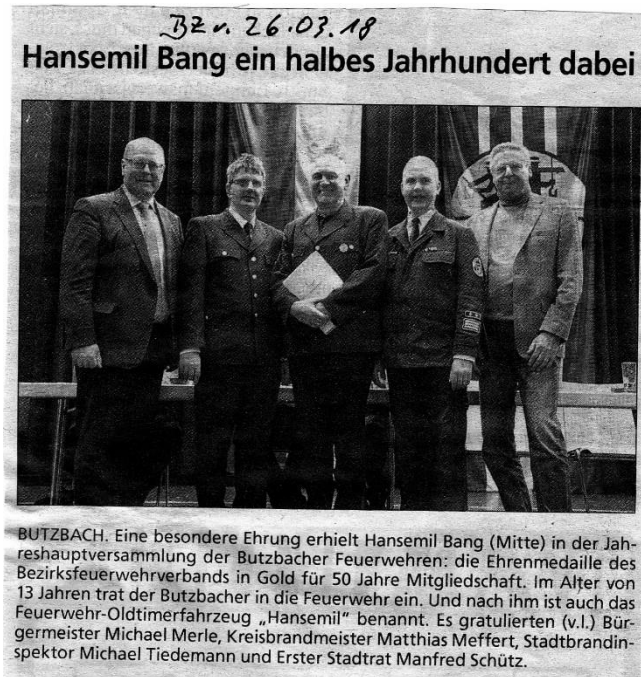 BZ v. 26.03.18
Hansemil Bang ein halbes Jahrhundert dabei
BUTZBACH. Eine besondere Ehrung erhielt Hansemil Bang (Mitte) in der Jah-
reshauptversammlung der Butzbacher Feuerwehren: die Ehrenmedaille des
Bezirksfeuerwehrverbands in Gold für 50 Jahre Mitgliedschaft. Im Alter von
13 Jahren trat der Butzbacher in die Feuerwehr ein. Und nach ihm ist auch das
Feuerwehr-Oldtimerfahrzeug „Hansemil" benannt. Es gratulierten (v.l.) Bür-
germeister Michael Merle, Kreisbrandmeister Matthias Meffert, Stadtbrandin-
spektor Michael Tiedemann und Erster Stadtrat Manfred Schütz.